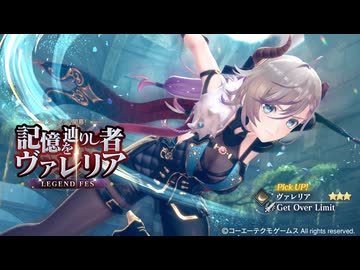 記憶を辿りし者
ヴァレリア
LEGEND FES
Pick UP!
ヴァレリア
Get Over Limit
©コーエーテクモゲームス All rights reserved.